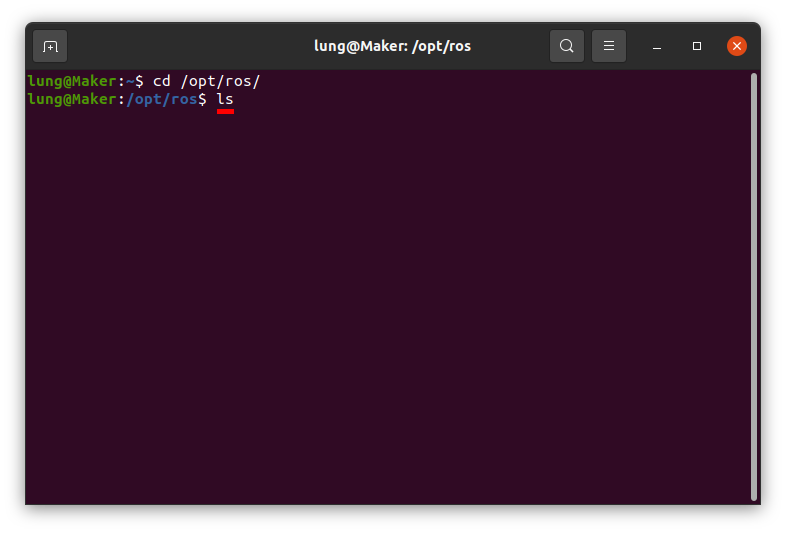 lung@Maker: /opt/ros
lung@Maker:~$ cd /opt/ros/
lung@Maker:/opt/ros$ ls